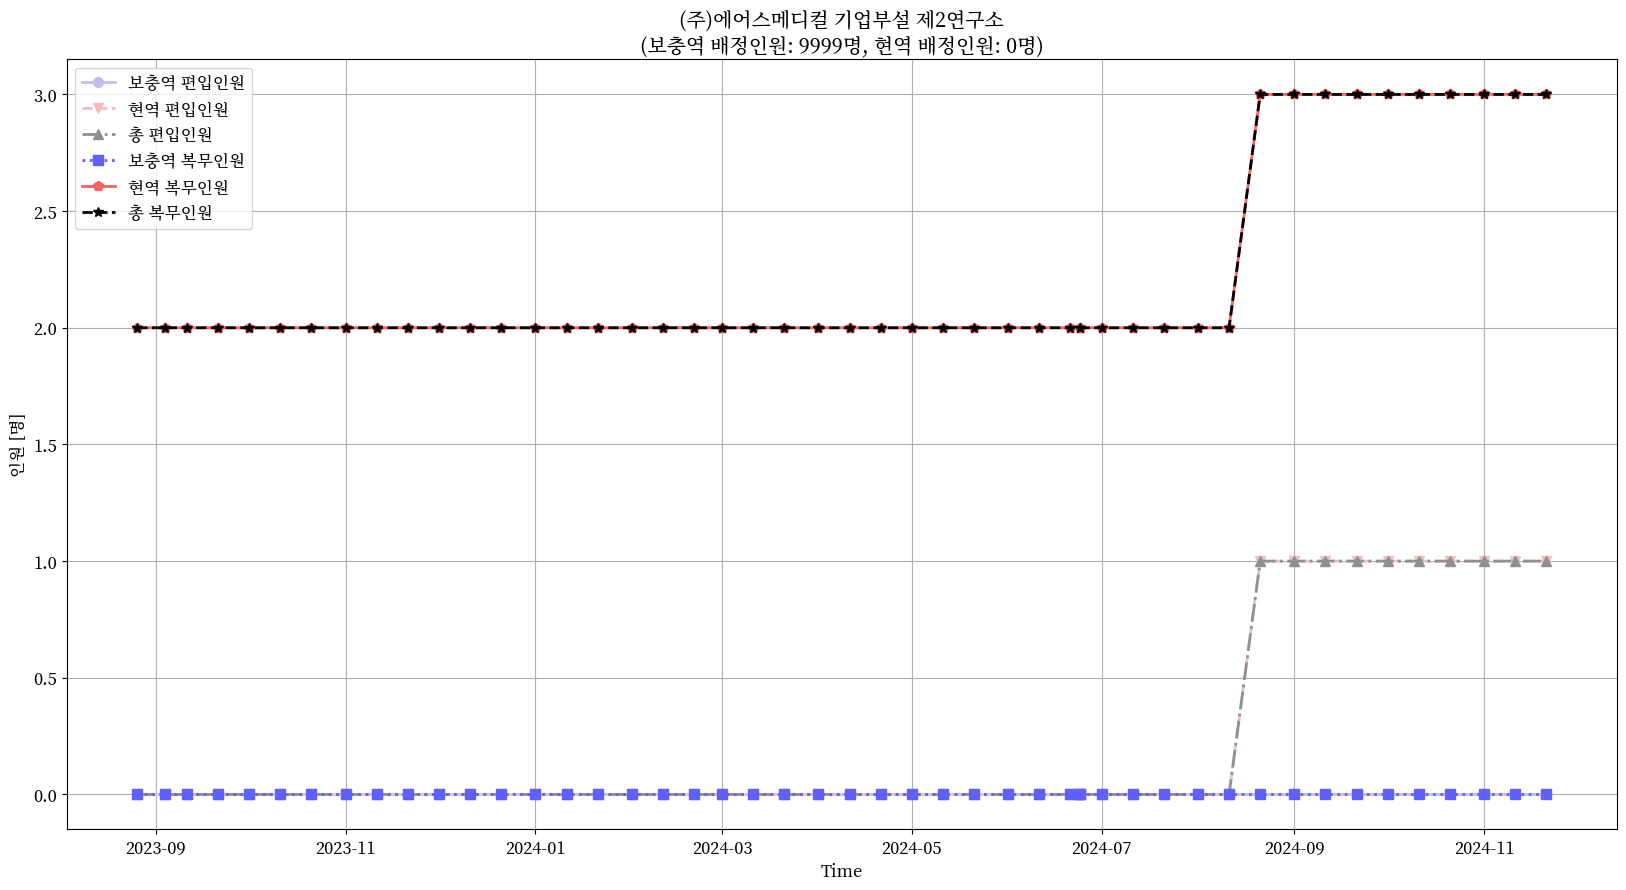 (주)에어스메디컬 기업부설 제2연구소
(보충역 배정인원: 9999명, 현역 배정인원: 0명)
보충역 편입인원
현역 편입인원
총 편입인원
보충역 복무인원
현역 복무인원
총 복무인원
3.0
2.5
2.0
1.5
1.0
0.5
0.0
인원 [명]
2023-09
2023-11
2024-01
2024-03
2024-05
2024-07
2024-09
2024-11
Time